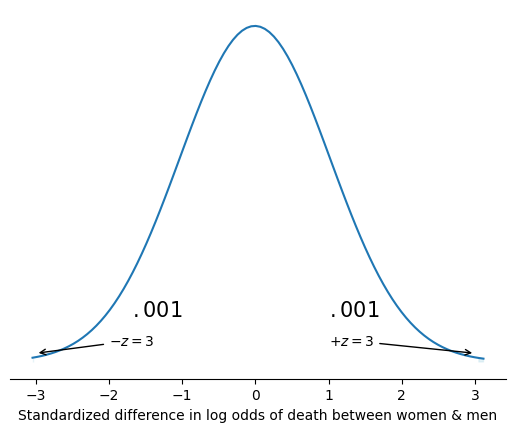 .001 .001
−z = 3 +z = 3
−3 −2 −1 0 1 2 3
Standardized difference in log odds of death between women & men